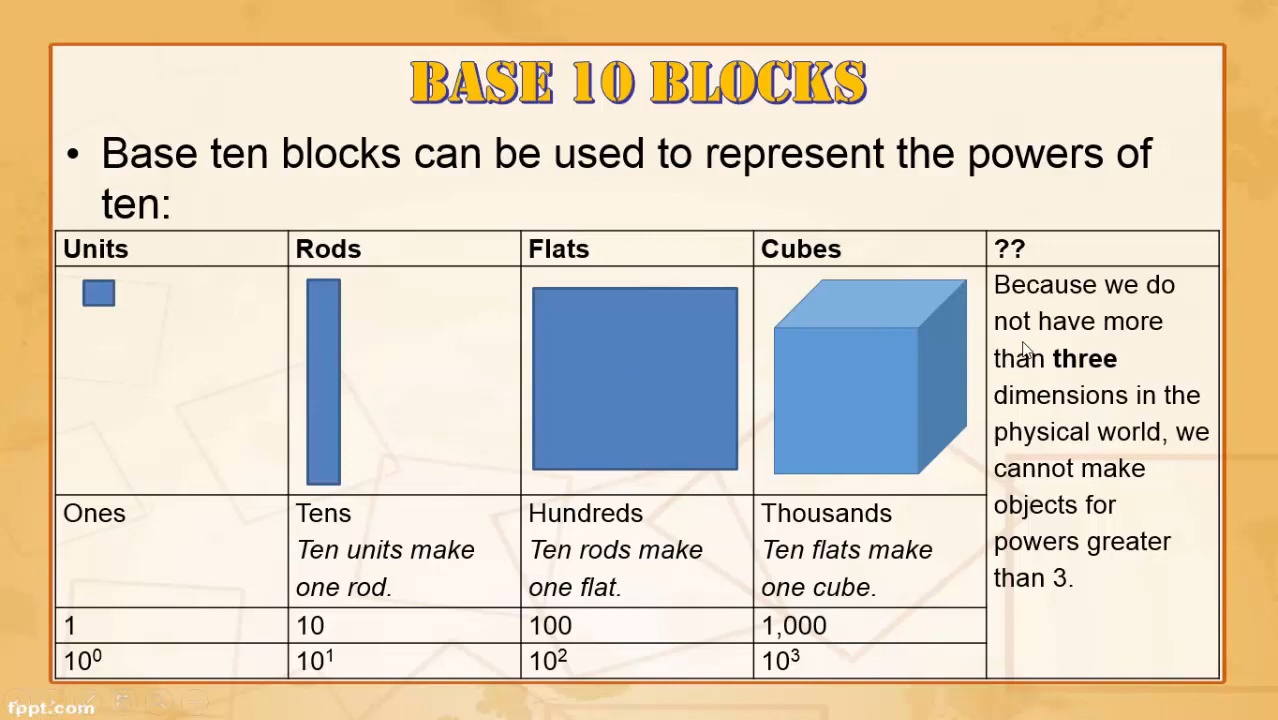 BASE 10 BLOCKS
• Base ten blocks can be used to represent the powers of
ten:
Units Rods Flats Cubes ??
Because we do
not have more
than three
dimensions in the
physical world, we
cannot make
objects for
powers greater
than 3.
Ones Tens Hundreds Thousands
Ten units make Ten rods make Ten flats make
one rod. one flat. one cube.
1 10 100 1,000
10⁰ 10¹ 10² 10³
fppt.com